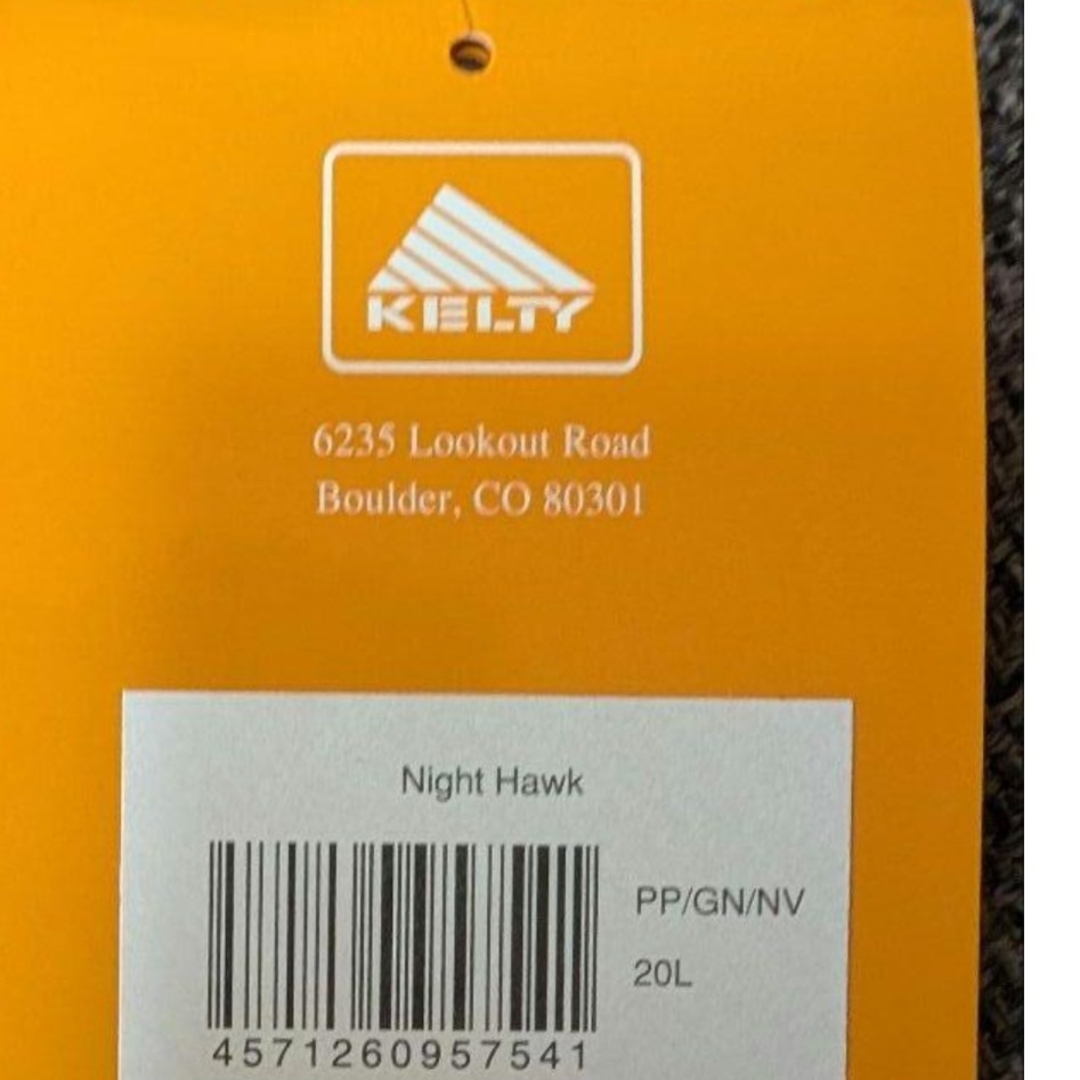 KELTY
6235 Lookout Road
Boulder, CO 80301
Night Hawk
PP/GN/NV
20L
4571260957541